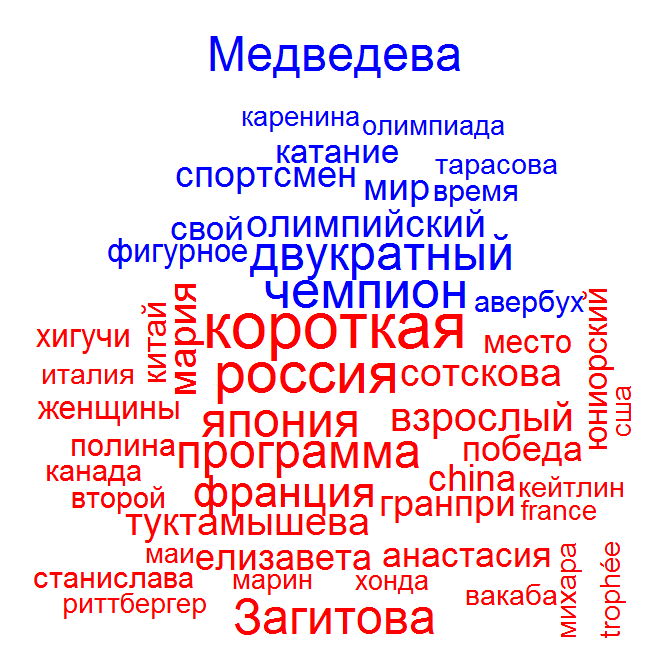 Медведева
каренина олимпиада
катание тарасова
спортсмен мир время
свой олимпийский
фигурное двукратный
чемпион авербух
китай мария короткая юниорский
хигучи место
италия россия сотскова сша
женщины япония взрослый
полина программа победа
канада china кейтлин
второй франция гранпри france
туктамышева
маи елизавета анастасия
станислава марин хонда вакаба михара trophée
риттбергер Загитова